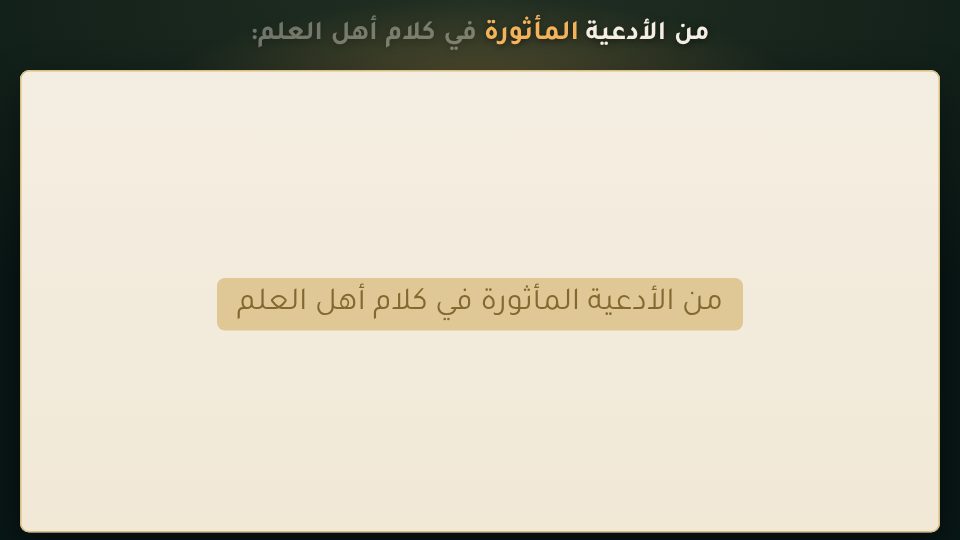 من الأدعية المأثورة في كلام أهل العلم:
من الأدعية المأثورة في كلام أهل العلم